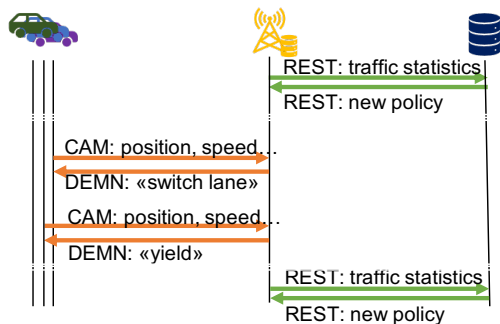 REST: traffic statistics
REST: new policy
CAM: position, speed…
DEMN: «switch lane»
CAM: position, speed…
DEMN: «yield»
REST: traffic statistics
REST: new policy